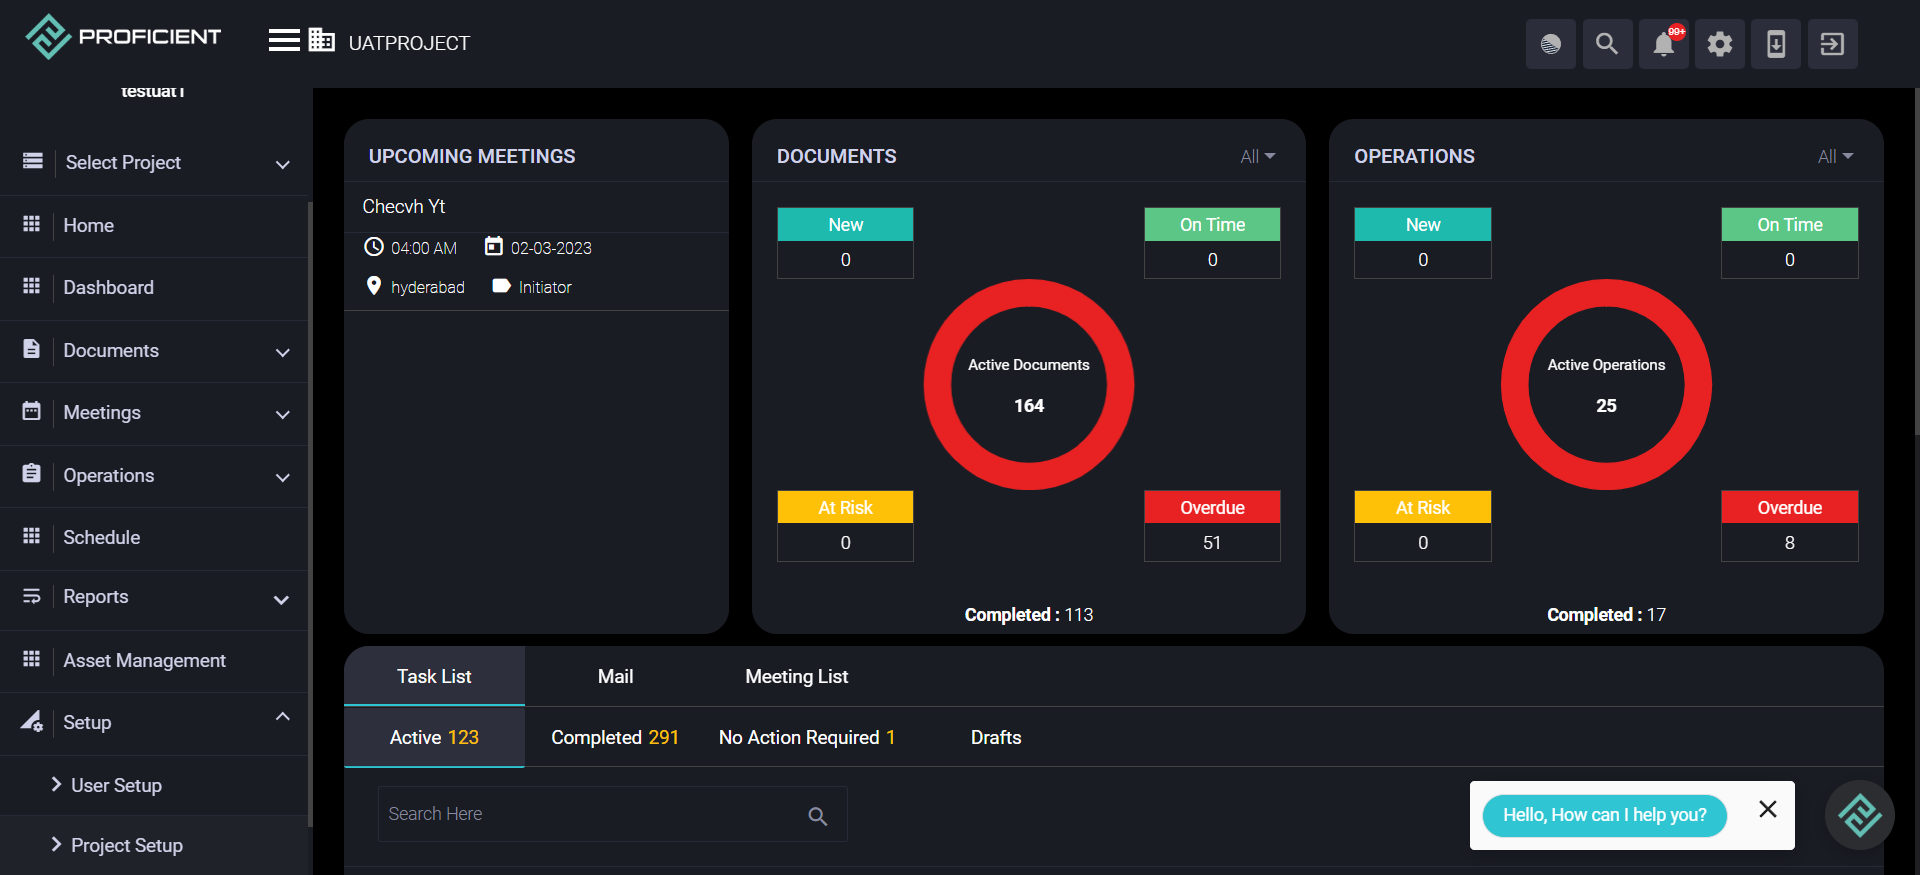 PROFICIENT
UATPROJECT
99+
testuat1
Select Project
Home
Dashboard
Documents
Meetings
Operations
Schedule
Reports
Asset Management
Setup
User Setup
Project Setup
UPCOMING MEETINGS
Checvh Yt
04:00 AM 02-03-2023
hyderabad Initiator
DOCUMENTS All
New On Time
0 0
Active Documents
164
At Risk Overdue
0 51
Completed : 113
OPERATIONS All
New On Time
0 0
Active Operations
25
At Risk Overdue
0 8
Completed : 17
Task List Mail Meeting List
Active 123 Completed 291 No Action Required 1 Drafts
Search Here
Hello, How can I help you?